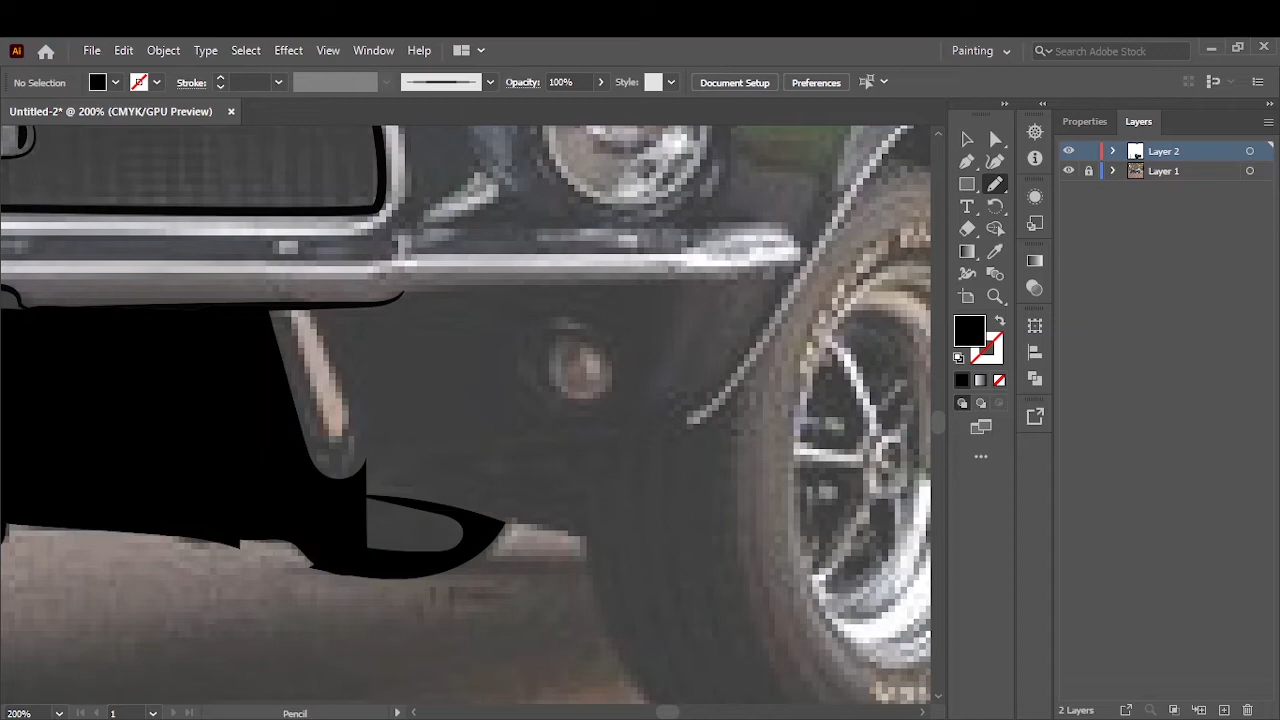 Ai File Edit Object Type Select Effect View Window Help Painting Search Adobe Stock
No Selection Stroke: Opacity: 100% Style: Document Setup Preferences
Untitled-2* @ 200% (CMYK/GPU Preview) ×
Properties Layers
Layer 2
Layer 1
200% 1 Pencil 2 Layers